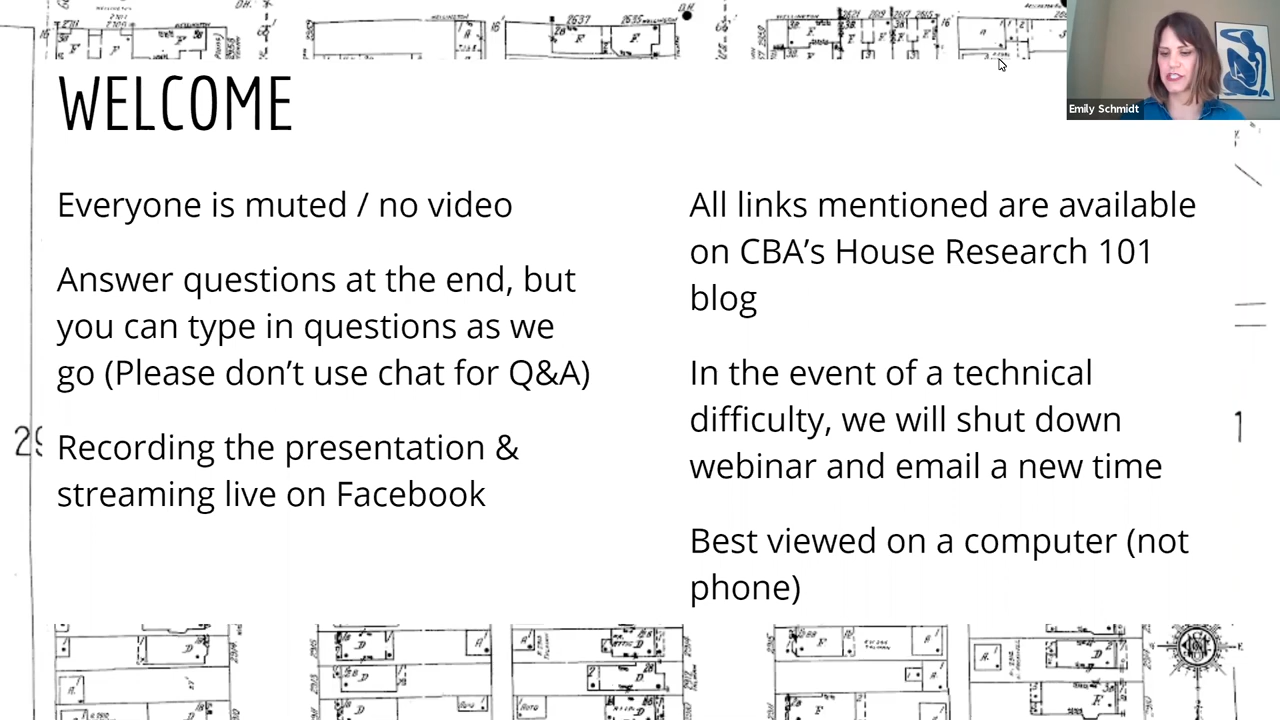 WELCOME
Everyone is muted / no video
Answer questions at the end, but
you can type in questions as we
go (Please don’t use chat for Q&A)
Recording the presentation &
streaming live on Facebook
All links mentioned are available
on CBA’s House Research 101
blog
In the event of a technical
difficulty, we will shut down
webinar and email a new time
Best viewed on a computer (not
phone)
Emily Schmidt
2637
2635
D.H.